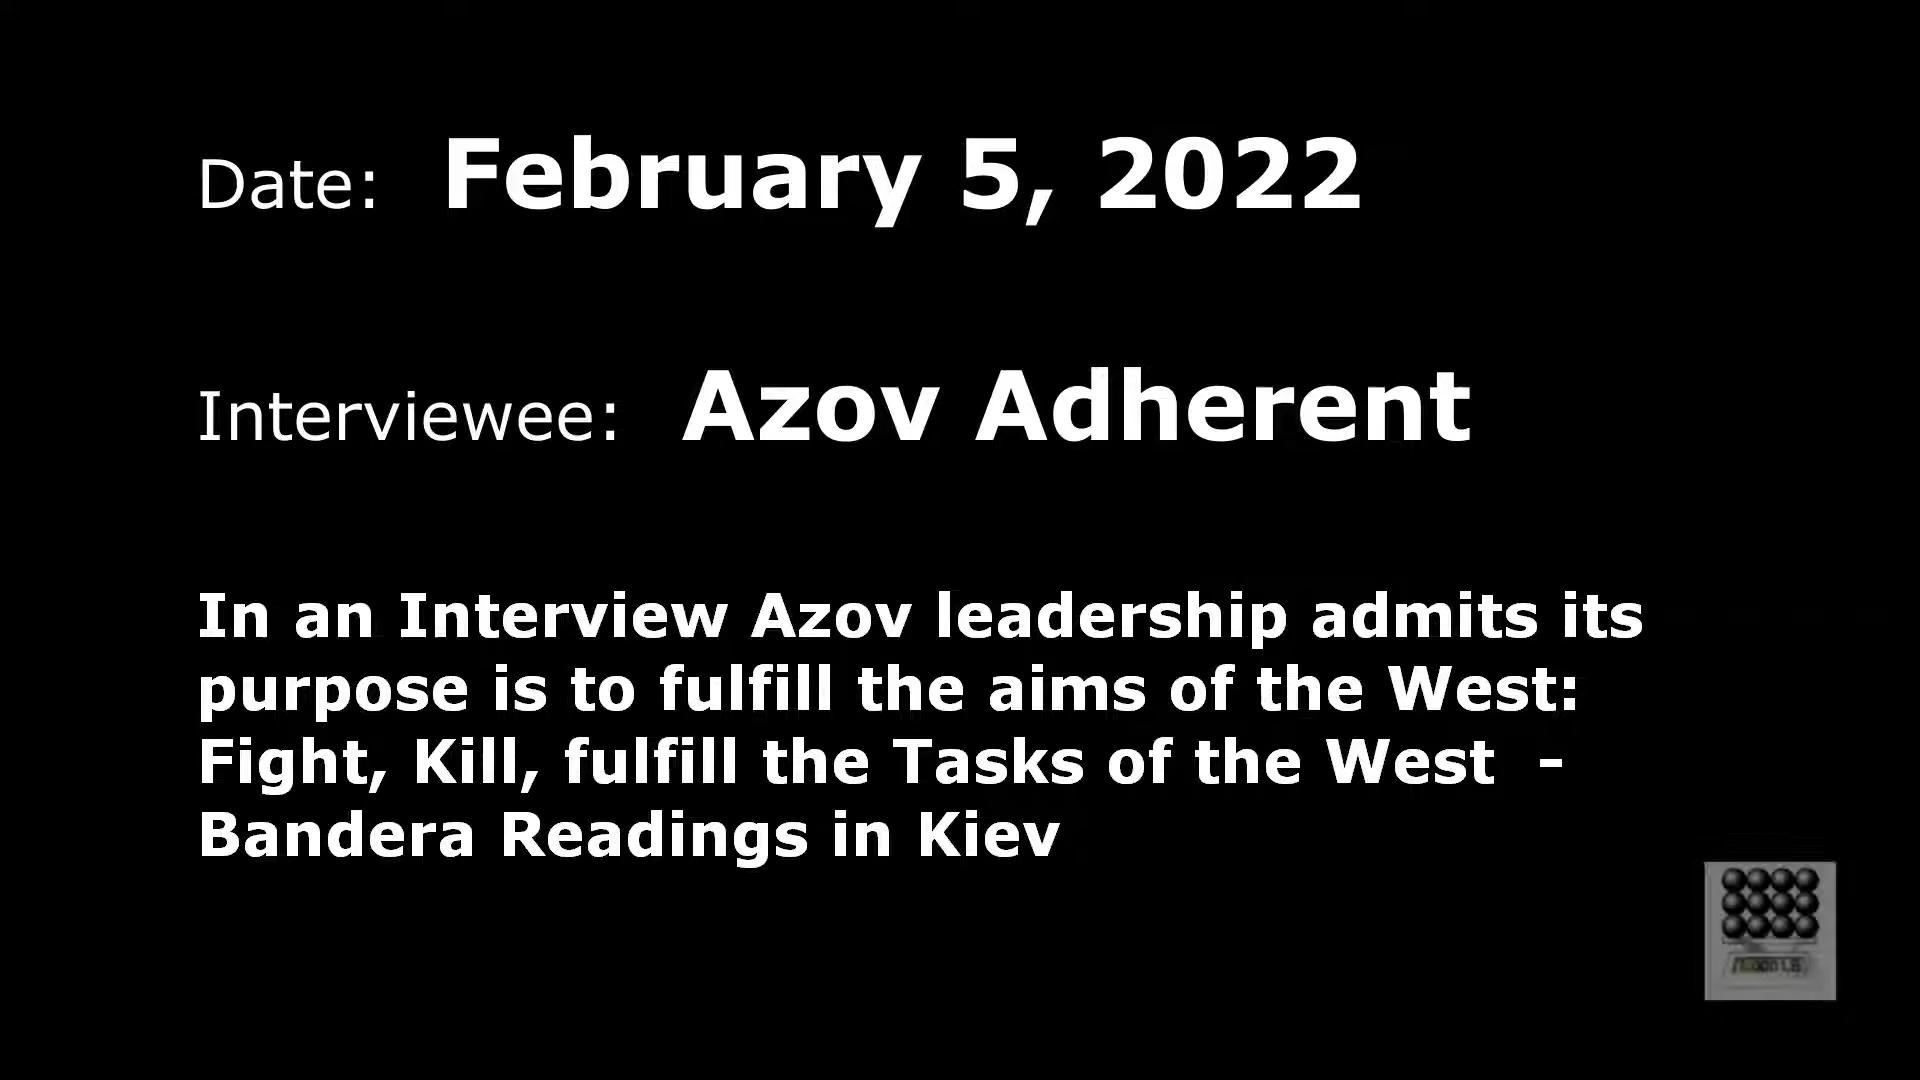 Date: February 5, 2022
Interviewee: Azov Adherent
In an Interview Azov leadership admits its
purpose is to fulfill the aims of the West:
Fight, Kill, fulfill the Tasks of the West -
Bandera Readings in Kiev